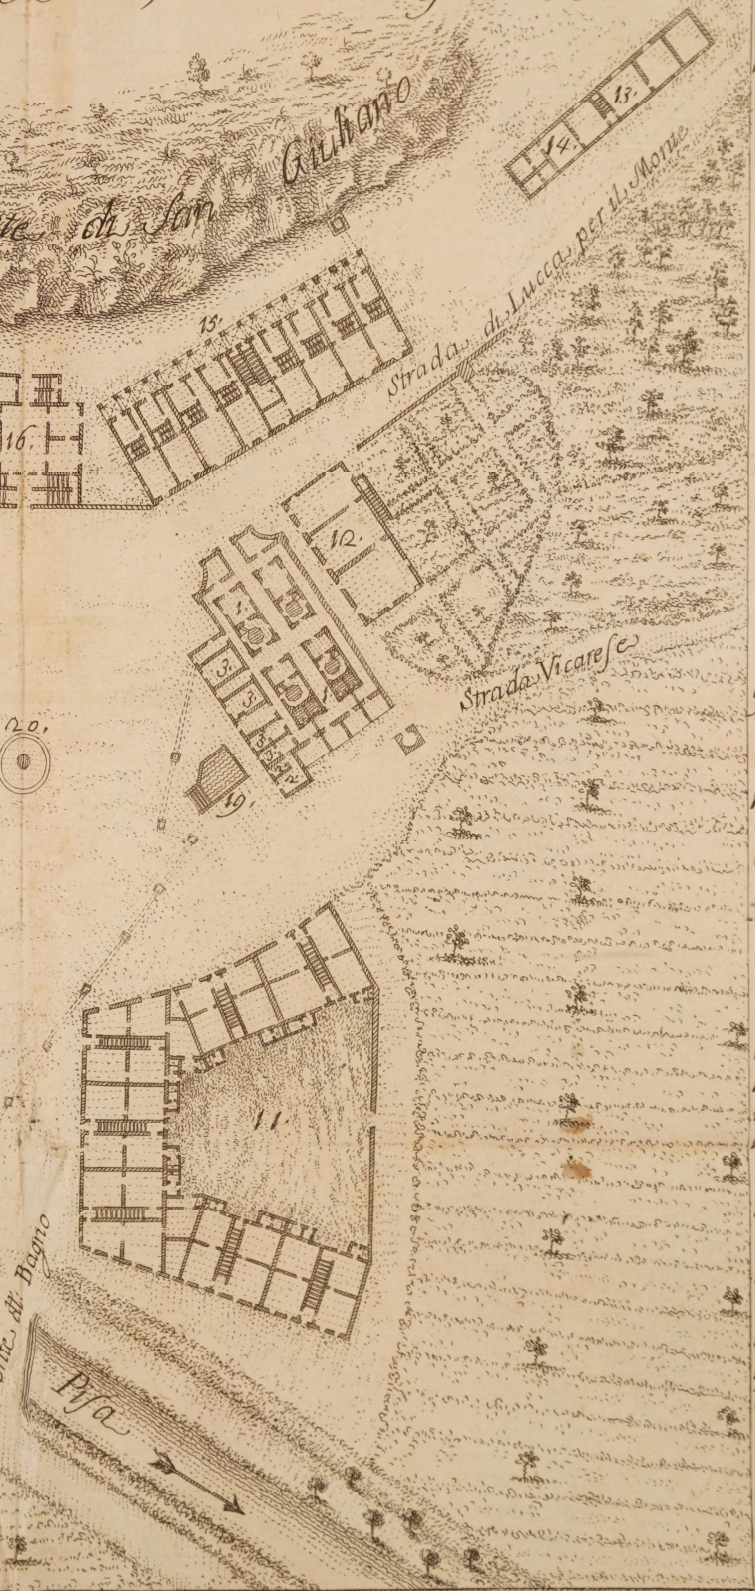 di San Giuliano
13.
14.
Strada di Lucca per il Monte
15.
16.
12.
1.
3.
3.
1
Strada Vicarese
20.
19.
11.
Bagno
Pisa